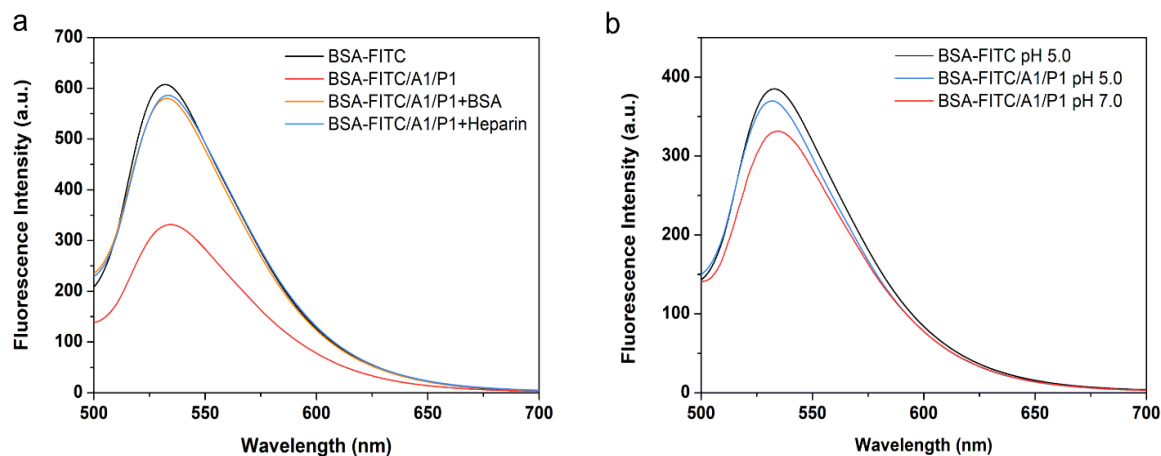 a
700
600
500
400
300
200
100
0
500
550
600
650
700
Fluorescence Intensity (a.u.)
Wavelength (nm)
BSA-FITC
BSA-FITC/A1/P1
BSA-FITC/A1/P1+BSA
BSA-FITC/A1/P1+Heparin
b
400
300
200
100
0
500
550
600
650
700
Fluorescence Intensity (a.u.)
Wavelength (nm)
BSA-FITC pH 5.0
BSA-FITC/A1/P1 pH 5.0
BSA-FITC/A1/P1 pH 7.0